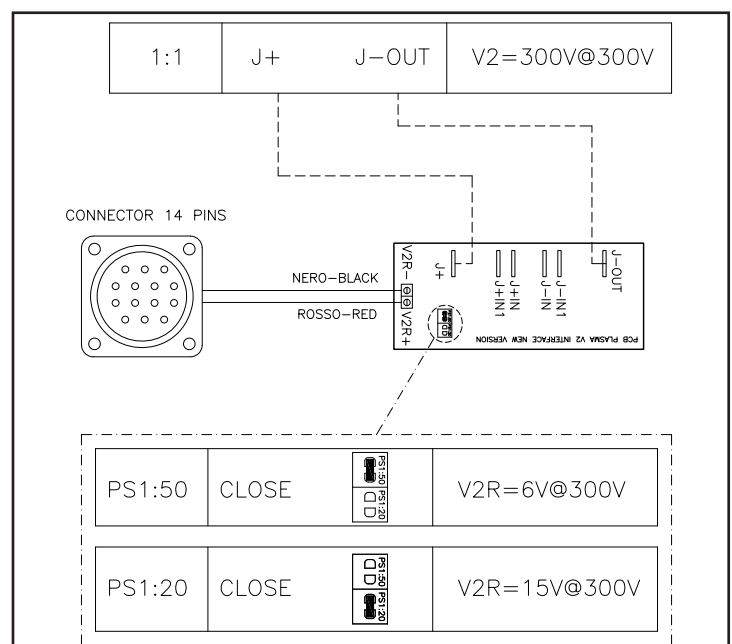 1:1 J+ J-OUT V2=300V@300V
CONNECTOR 14 PINS
NERO-BLACK
ROSSO-RED
V2R-
V2R+
J+
J+IN1
J+IN
J-IN
J-IN1
J-OUT
PCB PLASMA V2 INTERFACE NEW VERSION
PS1:50 CLOSE PS1:50 PS1:20 V2R=6V@300V
PS1:20 CLOSE PS1:50 PS1:20 V2R=15V@300V